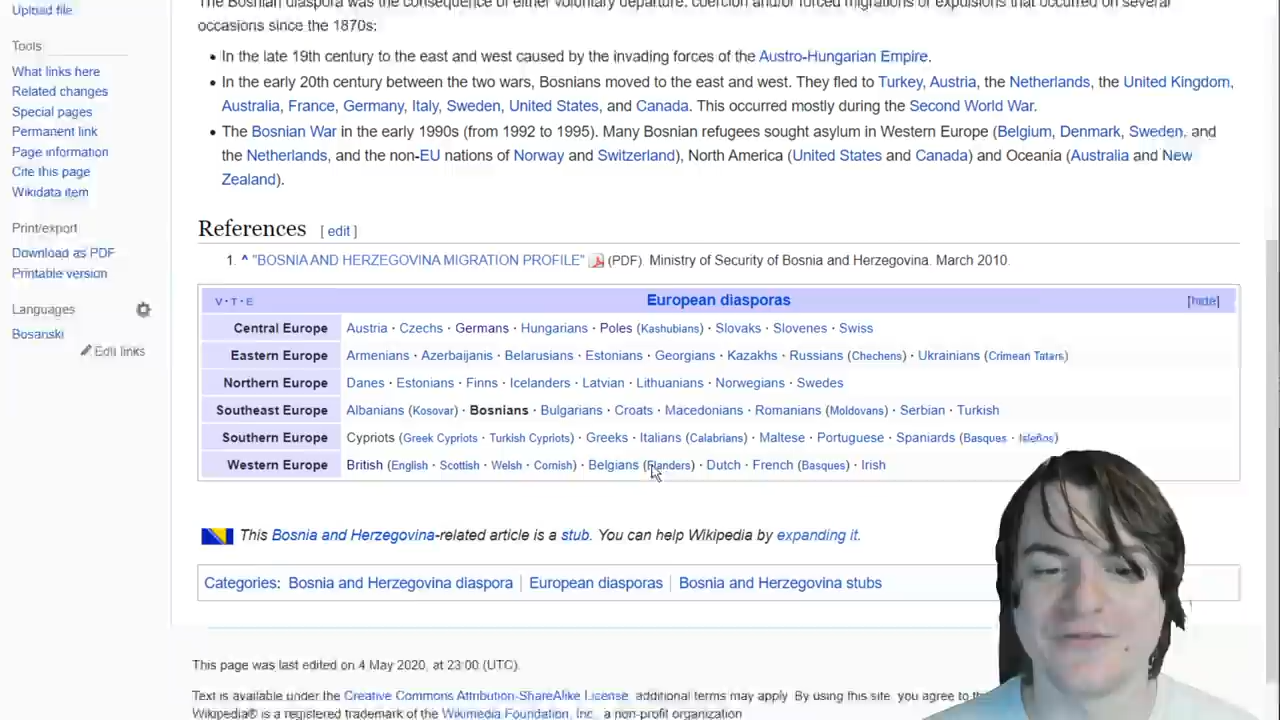 The Bosnian diaspora was the consequence of either voluntary departure, coercion and/or forced migrations or expulsions that occurred on several
occasions since the 1870s:
Upload file
Tools
What links here
Related changes
Special pages
Permanent link
Page information
Cite this page
Wikidata item
Print/export
Download as PDF
Printable version
Languages
Bosanski
Edit links
• In the late 19th century to the east and west caused by the invading forces of the Austro-Hungarian Empire.
• In the early 20th century between the two wars, Bosnians moved to the east and west. They fled to Turkey, Austria, the Netherlands, the United Kingdom,
Australia, France, Germany, Italy, Sweden, United States, and Canada. This occurred mostly during the Second World War.
• The Bosnian War in the early 1990s (from 1992 to 1995). Many Bosnian refugees sought asylum in Western Europe (Belgium, Denmark, Sweden, and
the Netherlands, and the non-EU nations of Norway and Switzerland), North America (United States and Canada) and Oceania (Australia and New
Zealand).
References [ edit ]
1. ^ "BOSNIA AND HERZEGOVINA MIGRATION PROFILE" (PDF). Ministry of Security of Bosnia and Herzegovina. March 2010.
V · T · E European diasporas [hide]
Central Europe Austria · Czechs · Germans · Hungarians · Poles (Kashubians) · Slovaks · Slovenes · Swiss
Eastern Europe Armenians · Azerbaijanis · Belarusians · Estonians · Georgians · Kazakhs · Russians (Chechens) · Ukrainians (Crimean Tatars)
Northern Europe Danes · Estonians · Finns · Icelanders · Latvian · Lithuanians · Norwegians · Swedes
Southeast Europe Albanians (Kosovar) · Bosnians · Bulgarians · Croats · Macedonians · Romanians (Moldovans) · Serbian · Turkish
Southern Europe Cypriots (Greek Cypriots · Turkish Cypriots) · Greeks · Italians (Calabrians) · Maltese · Portuguese · Spaniards (Basques · Isleños)
Western Europe British (English · Scottish · Welsh · Cornish) · Belgians (Flanders) · Dutch · French (Basques) · Irish
This Bosnia and Herzegovina-related article is a stub. You can help Wikipedia by expanding it.
Categories: Bosnia and Herzegovina diaspora | European diasporas | Bosnia and Herzegovina stubs
This page was last edited on 4 May 2020, at 23:00 (UTC).
Text is available under the Creative Commons Attribution-ShareAlike License, additional terms may apply. By using this site, you agree to
Wikipedia® is a registered trademark of the Wikimedia Foundation, Inc., a non-profit organization